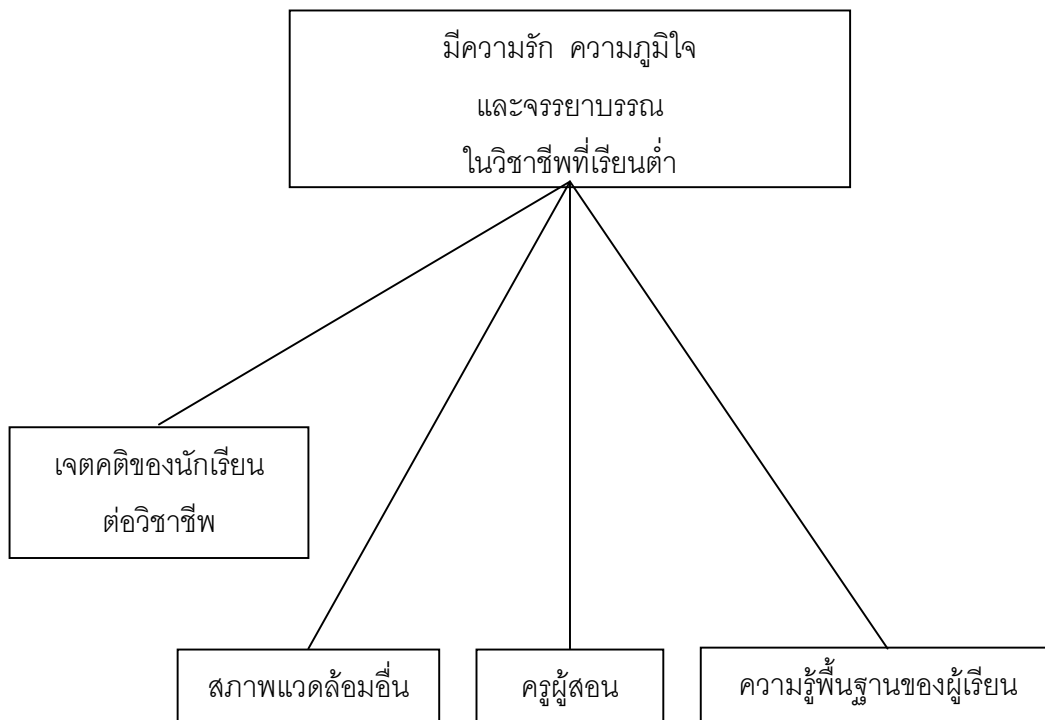 มีความรัก ความภูมิใจ
และจรรยาบรรณ
ในวิชาชีพที่เรียนต่ำ
เจตคติของนักเรียน
ต่อวิชาชีพ
สภาพแวดล้อมอื่น
ครูผู้สอน
ความรู้พื้นฐานของผู้เรียน